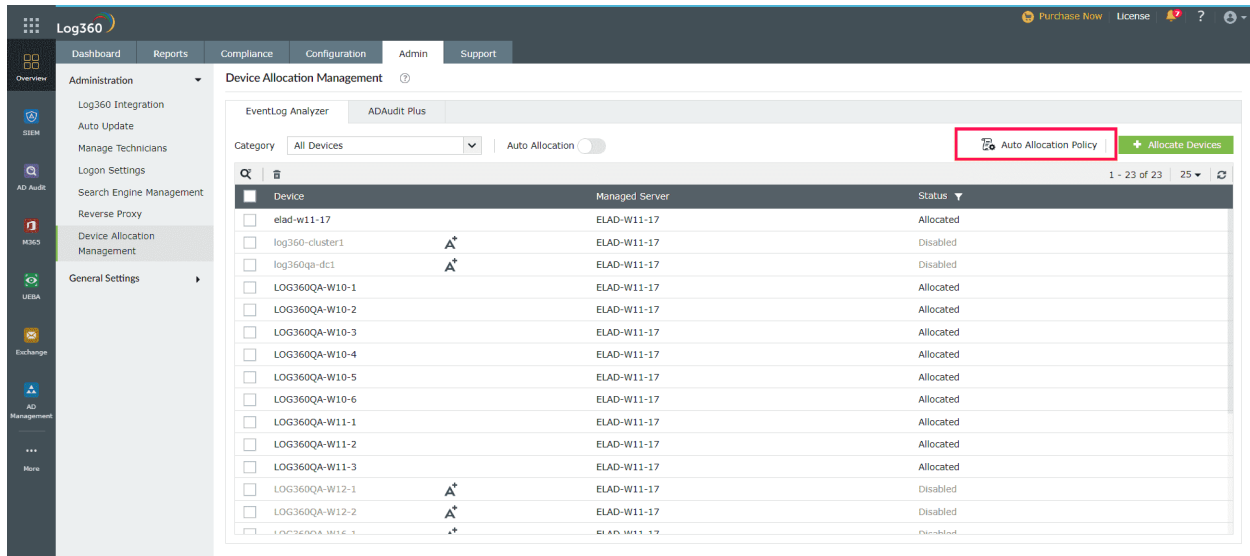 Log360
Purchase Now License 7 ?
Dashboard Reports Compliance Configuration Admin Support
Overview
SIEM
AD Audit
M365
UEBA
Exchange
AD
Management
More
Administration
Log360 Integration
Auto Update
Manage Technicians
Logon Settings
Search Engine Management
Reverse Proxy
Device Allocation
Management
General Settings
Device Allocation Management ?
EventLog Analyzer ADAudit Plus
Category All Devices Auto Allocation Auto Allocation Policy + Allocate Devices
1 - 23 of 23 25
Device Managed Server Status
elad-w11-17 ELAD-W11-17 Allocated
log360-cluster1 A+ ELAD-W11-17 Disabled
log360qa-dc1 A+ ELAD-W11-17 Disabled
LOG360QA-W10-1 ELAD-W11-17 Allocated
LOG360QA-W10-2 ELAD-W11-17 Allocated
LOG360QA-W10-3 ELAD-W11-17 Allocated
LOG360QA-W10-4 ELAD-W11-17 Allocated
LOG360QA-W10-5 ELAD-W11-17 Allocated
LOG360QA-W10-6 ELAD-W11-17 Allocated
LOG360QA-W11-1 ELAD-W11-17 Allocated
LOG360QA-W11-2 ELAD-W11-17 Allocated
LOG360QA-W11-3 ELAD-W11-17 Allocated
LOG360QA-W12-1 A+ ELAD-W11-17 Disabled
LOG360QA-W12-2 A+ ELAD-W11-17 Disabled
LOG360QA-W16-1 A+ ELAD-W11-17 Disabled